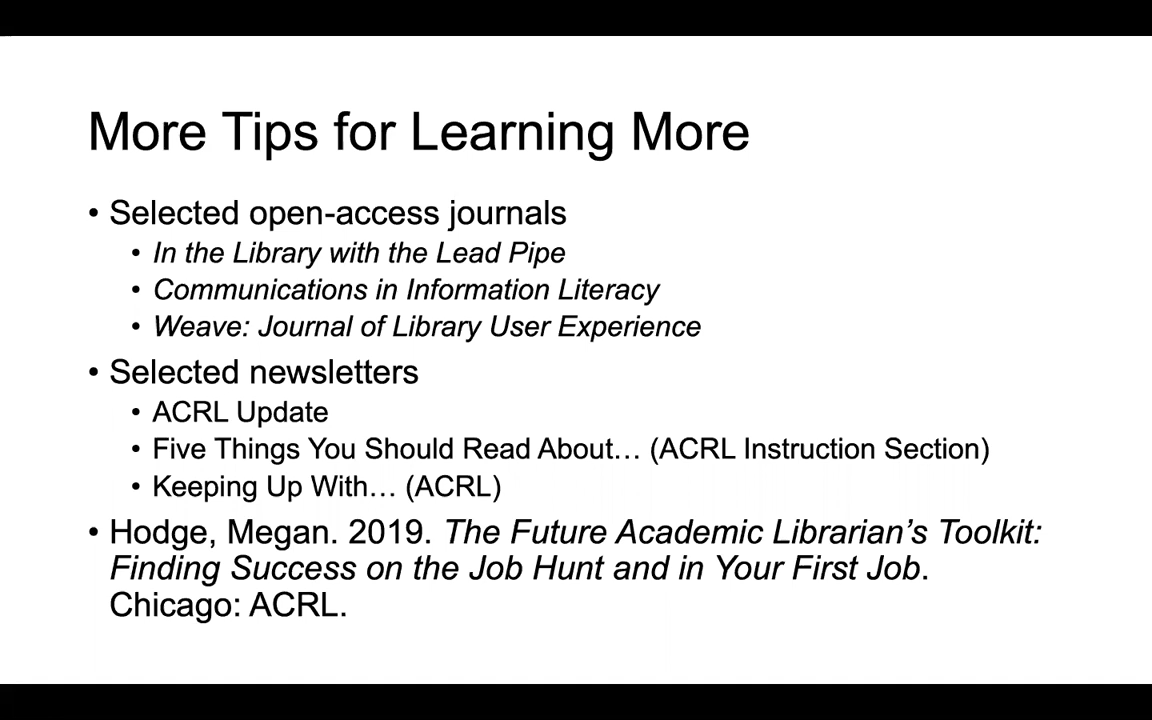 More Tips for Learning More
• Selected open-access journals
• In the Library with the Lead Pipe
• Communications in Information Literacy
• Weave: Journal of Library User Experience
• Selected newsletters
• ACRL Update
• Five Things You Should Read About… (ACRL Instruction Section)
• Keeping Up With… (ACRL)
• Hodge, Megan. 2019. The Future Academic Librarian’s Toolkit:
Finding Success on the Job Hunt and in Your First Job.
Chicago: ACRL.